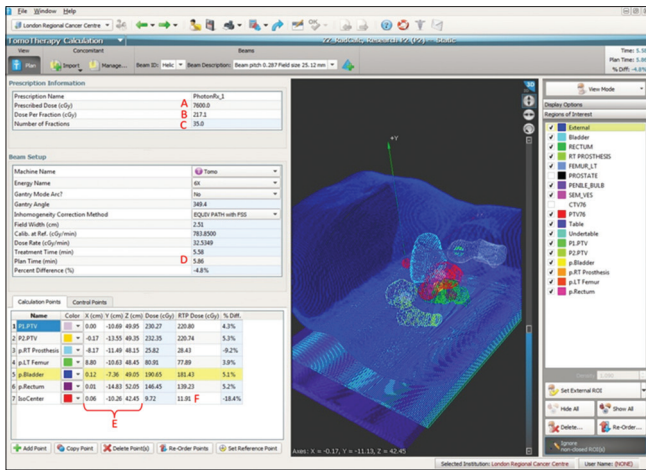 File Window Help
London Regional Cancer Centre
TomoTherapy Calculation
View Concomitant Beams
Plan Import Manage... Beam ID: Helic Beam Description: Beam pitch 0.287 Field size 25.12 mm
Time: 5.58
Plan Time: 5.86
% Diff: -4.8%
Prescription Information
Prescription Name PhotonRx_1
Prescribed Dose (cGy) A 7600.0
Dose Per Fraction (cGy) B 217.1
Number of Fractions C 35.0
Beam Setup
Machine Name Tomo
Energy Name 6X
Gantry Mode Arc? No
Gantry Angle 349.4
Inhomogeneity Correction Method EQUIV PATH with FSS
Field Width (cm) 2.51
Calib. at Ref. (cGy/min) 783.8500
Dose Rate (cGy/min) 32.5349
Treatment Time (min) 5.58
Plan Time (min) D 5.86
Percent Difference (%) -4.8%
Calculation Points Control Points
Name Color X (cm) Y (cm) Z (cm) Dose (cGy) RTP Dose (cGy) % Diff.
1 P1.PTV 0.00 -10.69 49.95 230.27 220.80 4.3%
2 P2.PTV -0.17 -13.55 49.35 232.35 220.74 5.3%
3 p.RT Prosthesis -8.17 -11.49 48.15 25.82 28.43 -9.2%
4 p.LT Femur 8.80 -10.63 48.45 80.91 77.89 3.9%
5 p.Bladder 0.12 -7.36 49.05 190.65 181.43 5.1%
6 p.Rectum 0.01 -14.83 52.05 146.45 139.23 5.2%
7 IsoCenter 0.06 -10.26 42.45 9.72 11.91 F -18.4%
E
Add Point Copy Point Delete Point(s) Re-Order Points Set Reference Point
+Y
Axes: X = -0.17, Y = -11.13, Z = 42.45
3D
View Mode
Display Options
Regions of Interest
External
Bladder
RECTUM
RT PROSTHESIS
FEMUR_LT
PROSTATE
PENILE_BULB
SEM_VES
CTV76
PTV76
Table
Undertable
P1.PTV
P2.PTV
p.Bladder
p.RT Prosthesis
p.LT Femur
p.Rectum
Set External ROI
Hide All Show All
Delete... Re-Order...
Ignore
non-closed ROI(s)
Selected Institution: London Regional Cancer Centre User Name: (NONE)